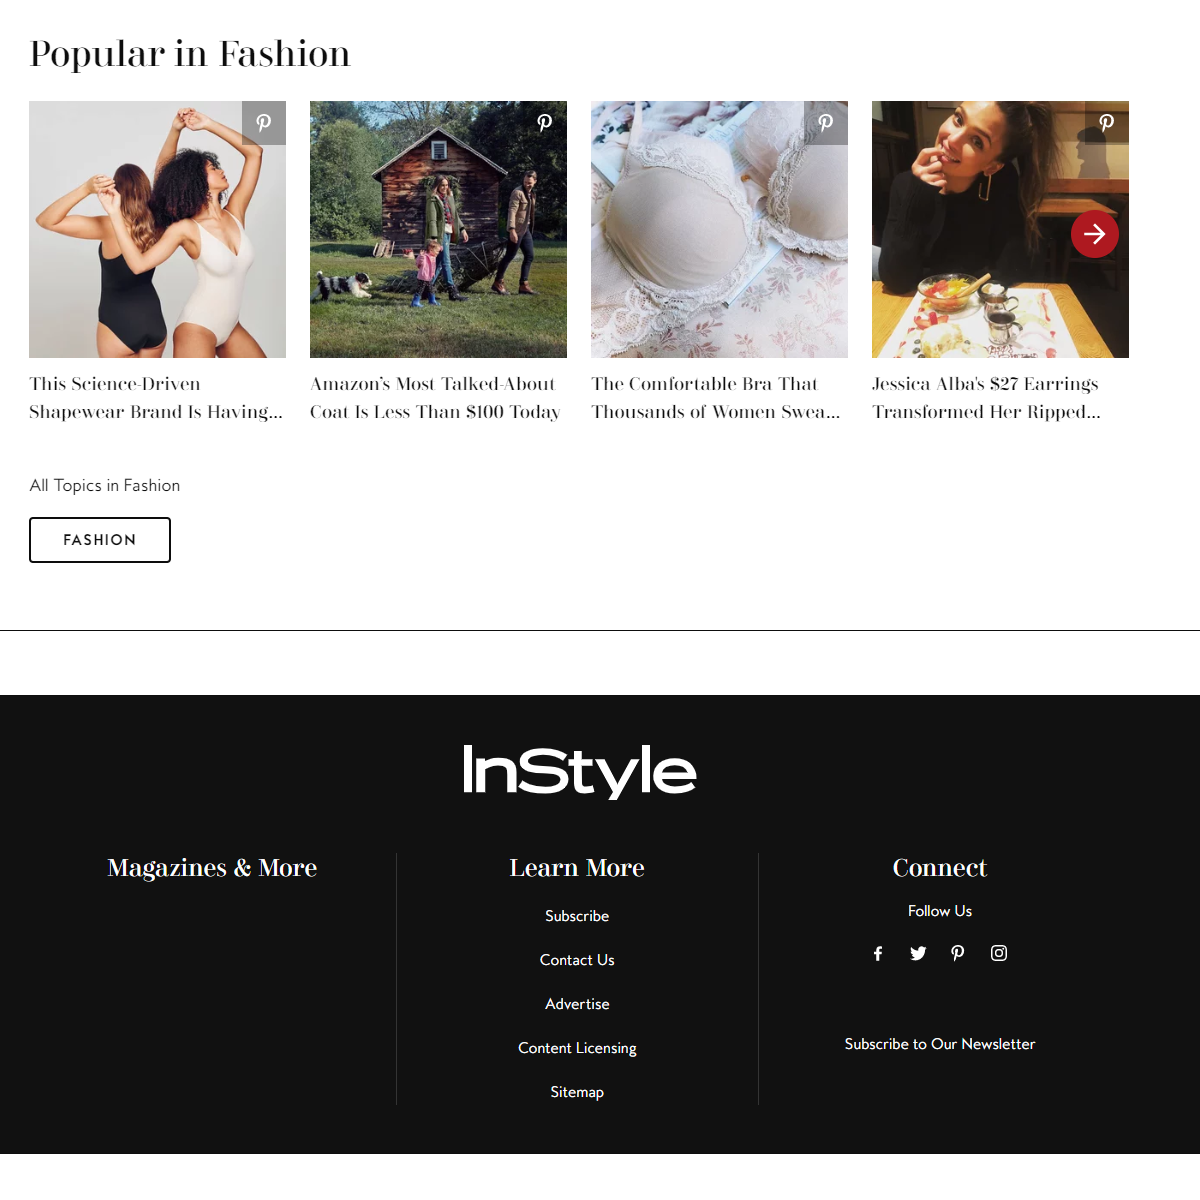 Popular in Fashion
This Science-Driven
Shapewear Brand Is Having...
Amazon’s Most Talked-About
Coat Is Less Than $100 Today
The Comfortable Bra That
Thousands of Women Swea...
Jessica Alba's $27 Earrings
Transformed Her Ripped...
All Topics in Fashion
FASHION
InStyle
Magazines & More
Learn More
Subscribe
Contact Us
Advertise
Content Licensing
Sitemap
Connect
Follow Us
Subscribe to Our Newsletter